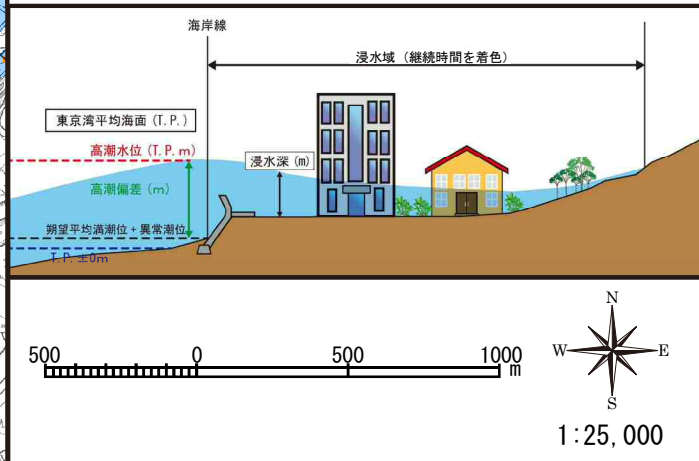 海岸線
浸水域（継続時間を着色）
東京湾平均海面（T.P.）
高潮水位（T.P. m）
浸水深（m）
高潮偏差（m）
朔望平均満潮位＋異常潮位
T.P.±0m
500 0 500 1000 m
N
W E
S
1:25,000